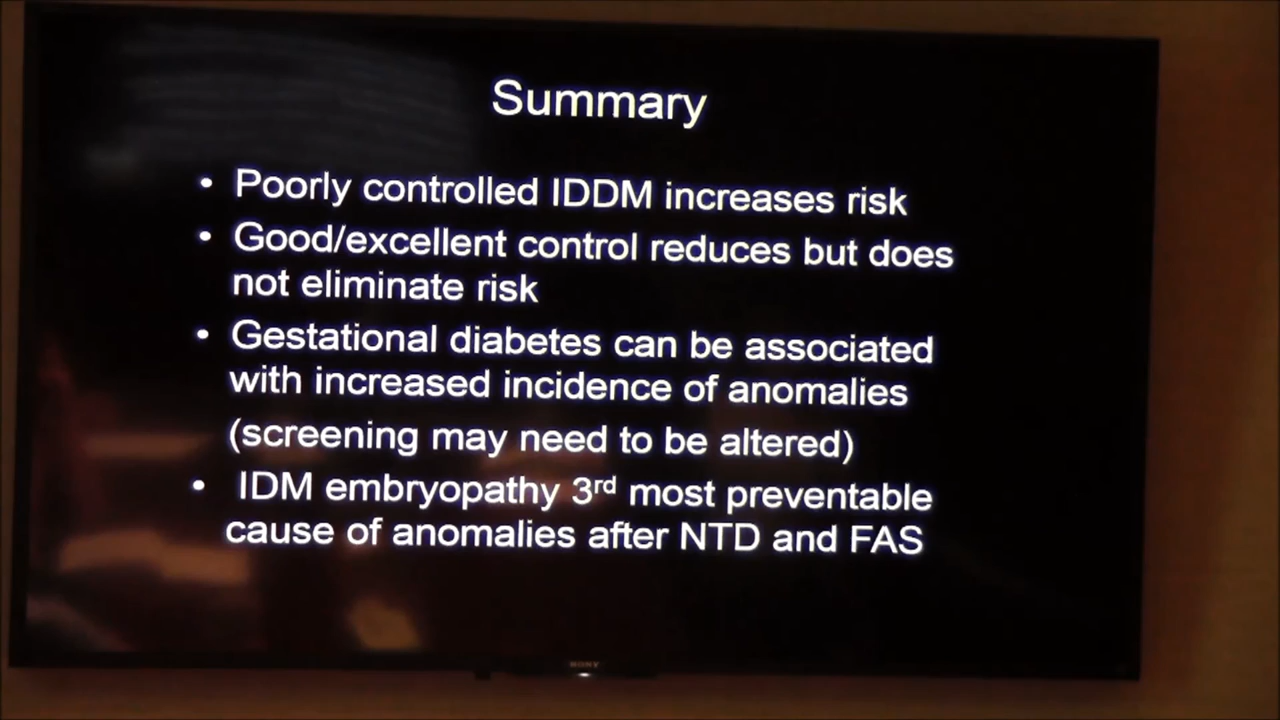 Summary
• Poorly controlled IDDM increases risk
• Good/excellent control reduces but does
not eliminate risk
• Gestational diabetes can be associated
with increased incidence of anomalies
(screening may need to be altered)
• IDM embryopathy 3rd most preventable
cause of anomalies after NTD and FAS
SONY